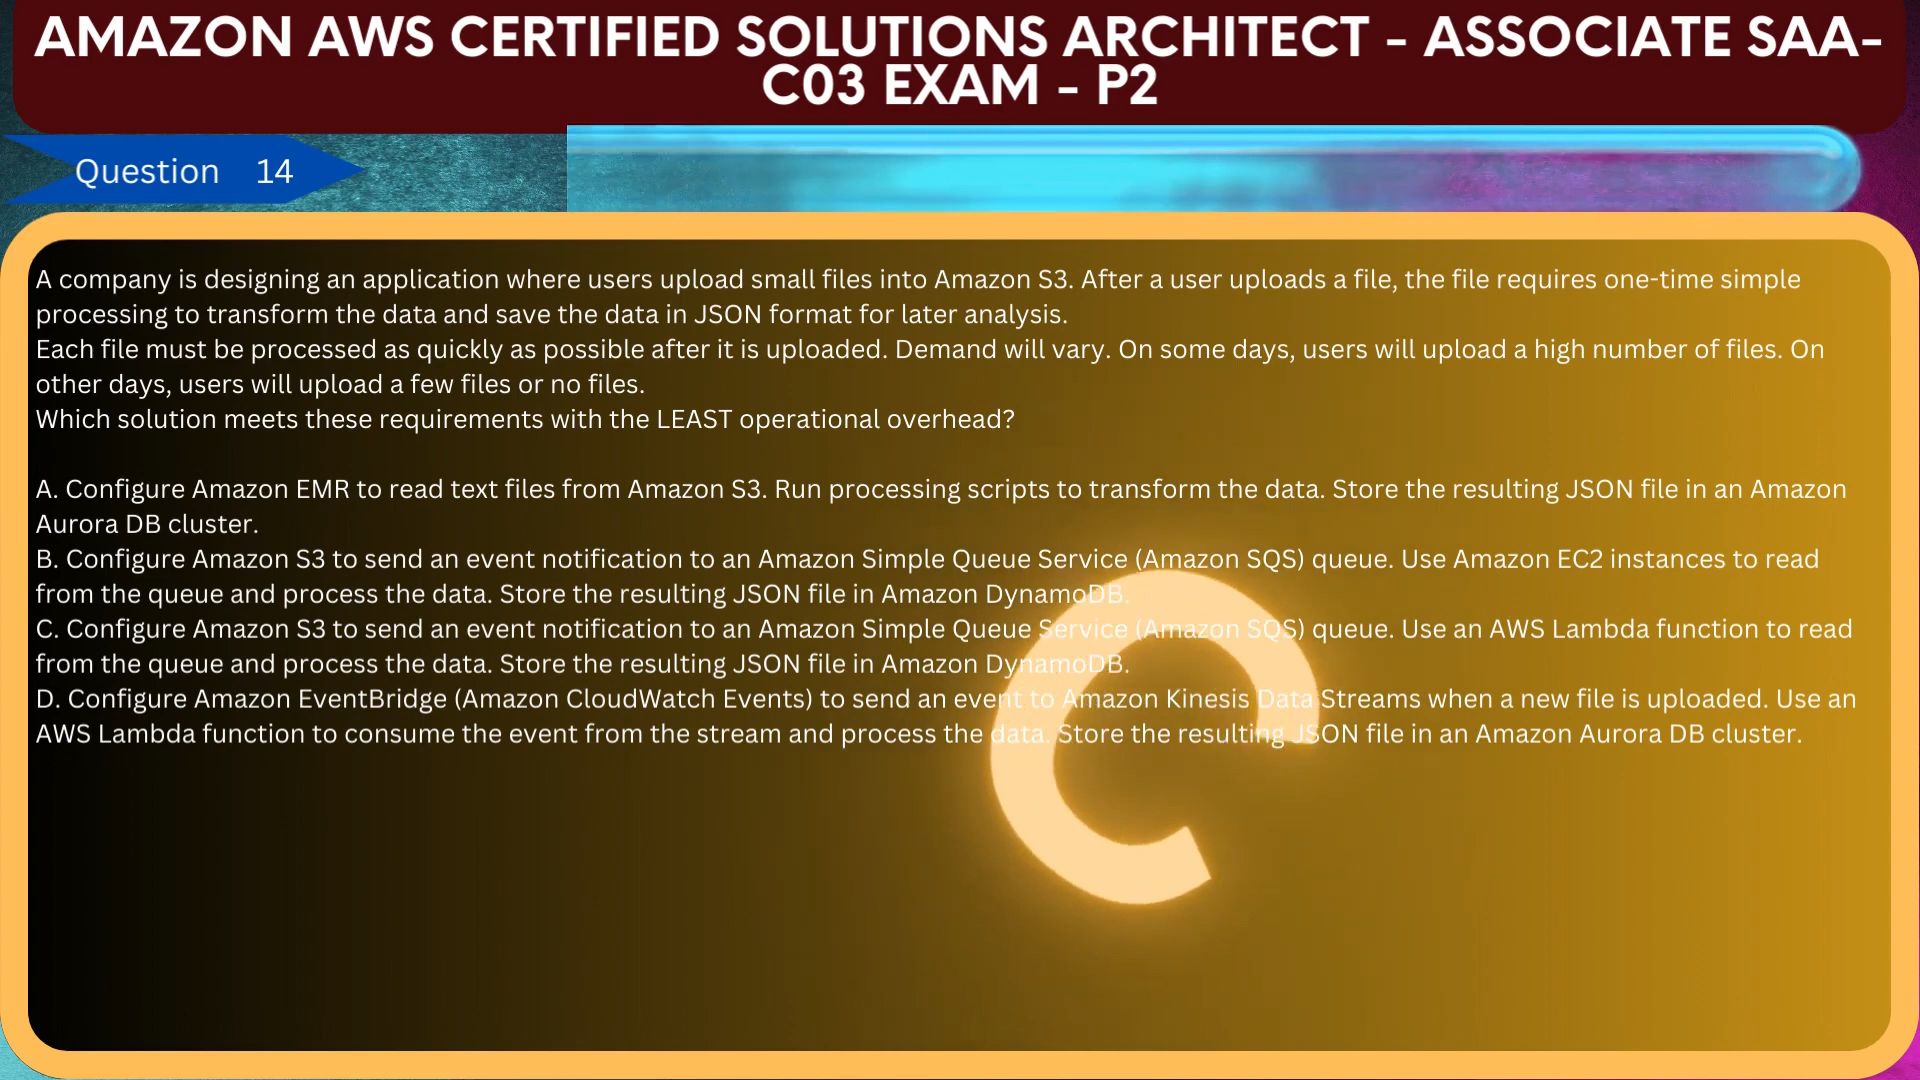 AMAZON AWS CERTIFIED SOLUTIONS ARCHITECT - ASSOCIATE SAA-
C03 EXAM - P2
Question 14
A company is designing an application where users upload small files into Amazon S3. After a user uploads a file, the file requires one-time simple
processing to transform the data and save the data in JSON format for later analysis.
Each file must be processed as quickly as possible after it is uploaded. Demand will vary. On some days, users will upload a high number of files. On
other days, users will upload a few files or no files.
Which solution meets these requirements with the LEAST operational overhead?
A. Configure Amazon EMR to read text files from Amazon S3. Run processing scripts to transform the data. Store the resulting JSON file in an Amazon
Aurora DB cluster.
B. Configure Amazon S3 to send an event notification to an Amazon Simple Queue Service (Amazon SQS) queue. Use Amazon EC2 instances to read
from the queue and process the data. Store the resulting JSON file in Amazon DynamoDB.
C. Configure Amazon S3 to send an event notification to an Amazon Simple Queue Service (Amazon SQS) queue. Use an AWS Lambda function to read
from the queue and process the data. Store the resulting JSON file in Amazon DynamoDB.
D. Configure Amazon EventBridge (Amazon CloudWatch Events) to send an event to Amazon Kinesis Data Streams when a new file is uploaded. Use an
AWS Lambda function to consume the event from the stream and process the data. Store the resulting JSON file in an Amazon Aurora DB cluster.